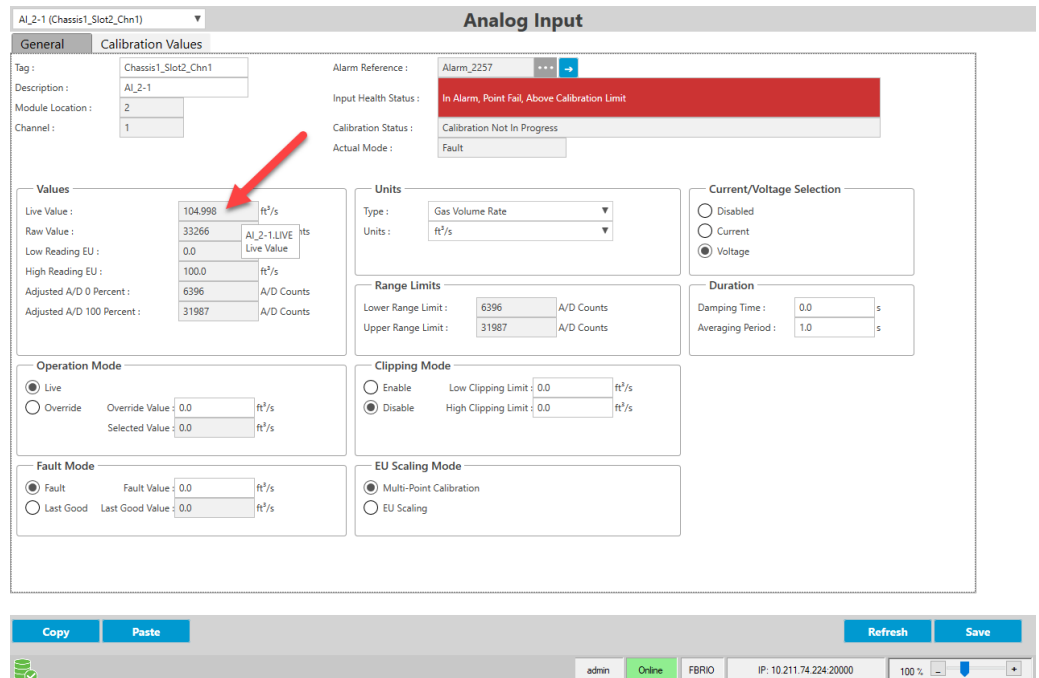 AI_2-1 (Chassis1_Slot2_Chn1)
Analog Input
General Calibration Values
Tag : Chassis1_Slot2_Chn1 Alarm Reference : Alarm_2257
Description : AI_2-1 Input Health Status : In Alarm, Point Fail, Above Calibration Limit
Module Location : 2
Channel : 1 Calibration Status : Calibration Not In Progress
Actual Mode : Fault
Values
Live Value : 104.998 ft³/s
Raw Value : 33266
AI_2-1.LIVE
Live Value
Low Reading EU : 0.0
High Reading EU : 100.0 ft³/s
Adjusted A/D 0 Percent : 6396 A/D Counts
Adjusted A/D 100 Percent : 31987 A/D Counts
Units
Type : Gas Volume Rate
Units : ft³/s
Current/Voltage Selection
Disabled
Current
Voltage
Range Limits
Lower Range Limit : 6396 A/D Counts
Upper Range Limit : 31987 A/D Counts
Duration
Damping Time : 0.0 s
Averaging Period : 1.0 s
Operation Mode
Live
Override Override Value : 0.0 ft³/s
Selected Value : 0.0 ft³/s
Clipping Mode
Enable Low Clipping Limit : 0.0 ft³/s
Disable High Clipping Limit : 0.0 ft³/s
Fault Mode
Fault Fault Value : 0.0 ft³/s
Last Good Last Good Value : 0.0 ft³/s
EU Scaling Mode
Multi-Point Calibration
EU Scaling
Copy Paste Refresh Save
admin Online FBRIO IP: 10.211.74.224:20000 100 %